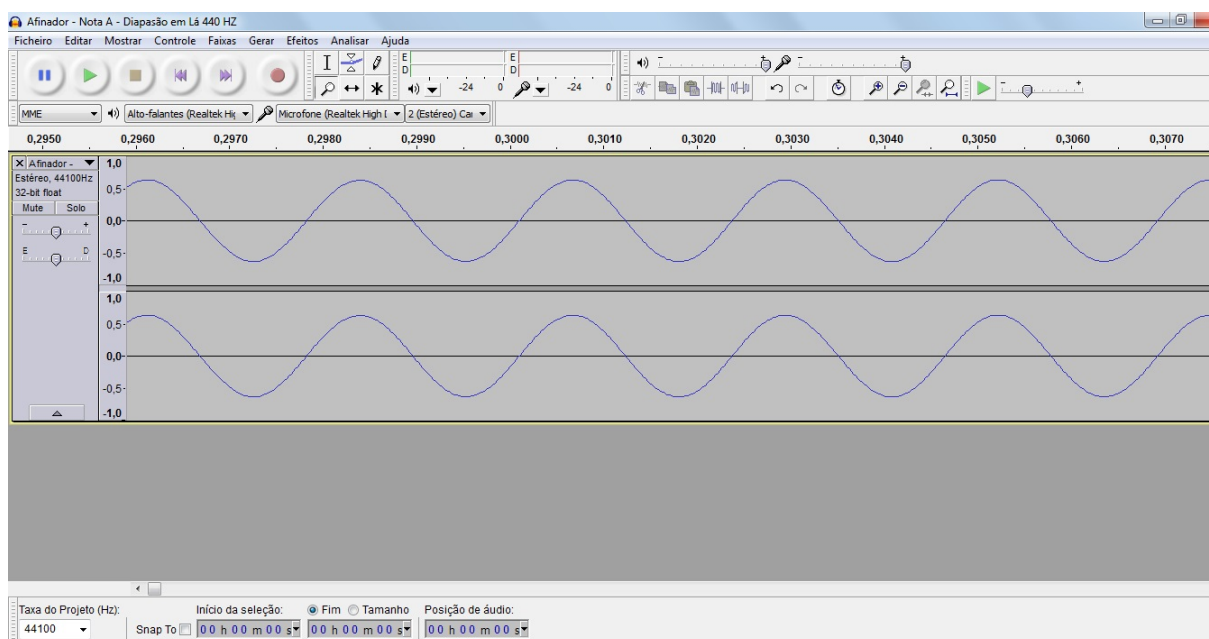 Afinador - Nota A - Diapasão em Lá 440 HZ
Ficheiro Editar Mostrar Controle Faixas Gerar Efeitos Analisar Ajuda
E E
D D
-24 0 -24 0
MME Alto-falantes (Realtek Hig Microfone (Realtek High D 2 (Estéreo) Car
0,2950 0,2960 0,2970 0,2980 0,2990 0,3000 0,3010 0,3020 0,3030 0,3040 0,3050 0,3060 0,3070
X Afinador - 1,0
Estéreo, 44100Hz
32-bit float
0,5
Mute Solo
- + 0,0
E D -0,5
-1,0
1,0
0,5
0,0
-0,5
-1,0
Taxa do Projeto (Hz): Início da seleção: Fim Tamanho Posição de áudio:
44100 Snap To 00 h 00 m 00 s 00 h 00 m 00 s 00 h 00 m 00 s